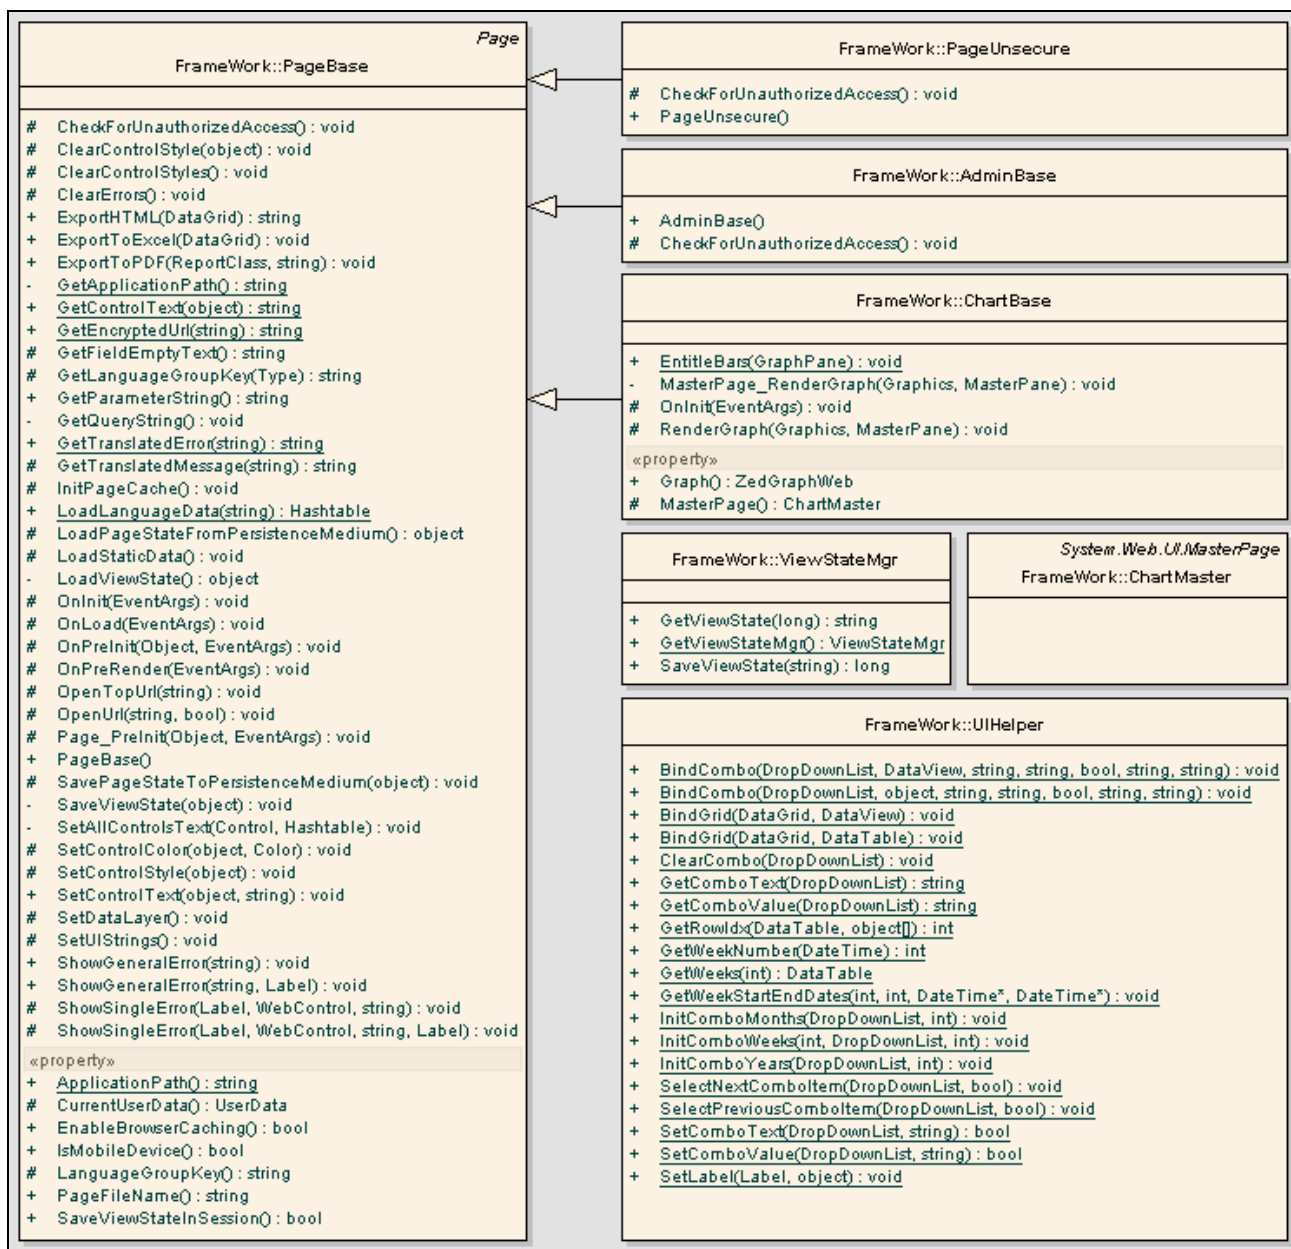 Page
FrameWork::PageBase
# CheckForUnauthorizedAccess() : void
# ClearControlStyle(object) : void
# ClearControlStyles() : void
# ClearErrors() : void
+ ExportHTML(DataGrid) : string
+ ExportToExcel(DataGrid) : void
+ ExportToPDF(ReportClass, string) : void
- GetApplicationPath() : string
+ GetControlText(object) : string
+ GetEncryptedUrl(string) : string
# GetFieldEmptyText() : string
# GetLanguageGroupKey(Type) : string
+ GetParameterString() : string
- GetQueryString() : void
+ GetTranslatedError(string) : string
# GetTranslatedMessage(string) : string
# InitPageCache() : void
+ LoadLanguageData(string) : Hashtable
# LoadPageStateFromPersistenceMedium() : object
# LoadStaticData() : void
- LoadViewState() : object
# OnInit(EventArgs) : void
# OnLoad(EventArgs) : void
# OnPreInit(Object, EventArgs) : void
# OnPreRender(EventArgs) : void
# OpenTopUrl(string) : void
# OpenUrl(string, bool) : void
# Page_PreInit(Object, EventArgs) : void
+ PageBase()
# SavePageStateToPersistenceMedium(object) : void
- SaveViewState(object) : void
- SetAllControlsText(Control, Hashtable) : void
# SetControlColor(object, Color) : void
# SetControlStyle(object) : void
+ SetControlText(object, string) : void
# SetDataLayer() : void
# SetUIStrings() : void
+ ShowGeneralError(string) : void
+ ShowGeneralError(string, Label) : void
# ShowSingleError(Label, WebControl, string) : void
# ShowSingleError(Label, WebControl, string, Label) : void
«property»
+ ApplicationPath() : string
# CurrentUserData() : UserData
+ EnableBrowserCaching() : bool
+ IsMobileDevice() : bool
# LanguageGroupKey() : string
+ PageFileName() : string
+ SaveViewStateInSession() : bool
FrameWork::PageUnsecure
# CheckForUnauthorizedAccess() : void
+ PageUnsecure()
FrameWork::AdminBase
+ AdminBase()
# CheckForUnauthorizedAccess() : void
FrameWork::ChartBase
+ EntitleBars(GraphPane) : void
- MasterPage_RenderGraph(Graphics, MasterPane) : void
# OnInit(EventArgs) : void
# RenderGraph(Graphics, MasterPane) : void
«property»
+ Graph() : ZedGraphWeb
# MasterPage() : ChartMaster
FrameWork::ViewStateMgr
+ GetViewState(long) : string
+ GetViewStateMgr() : ViewStateMgr
+ SaveViewState(string) : long
System.Web.UI.MasterPage
FrameWork::ChartMaster
FrameWork::UIHelper
+ BindCombo(DropDownList, DataView, string, string, bool, string, string) : void
+ BindCombo(DropDownList, object, string, string, bool, string, string) : void
+ BindGrid(DataGrid, DataView) : void
+ BindGrid(DataGrid, DataTable) : void
+ ClearCombo(DropDownList) : void
+ GetComboText(DropDownList) : string
+ GetComboValue(DropDownList) : string
+ GetRowIdx(DataTable, object[]) : int
+ GetWeekNumber(DateTime) : int
+ GetWeeks(int) : DataTable
+ GetWeekStartEndDates(int, int, DateTime*, DateTime*) : void
+ InitComboMonths(DropDownList, int) : void
+ InitComboWeeks(int, DropDownList, int) : void
+ InitComboYears(DropDownList, int) : void
+ SelectNextComboItem(DropDownList, bool) : void
+ SelectPreviousComboItem(DropDownList, bool) : void
+ SetComboText(DropDownList, string) : bool
+ SetComboValue(DropDownList, string) : bool
+ SetLabel(Label, object) : void